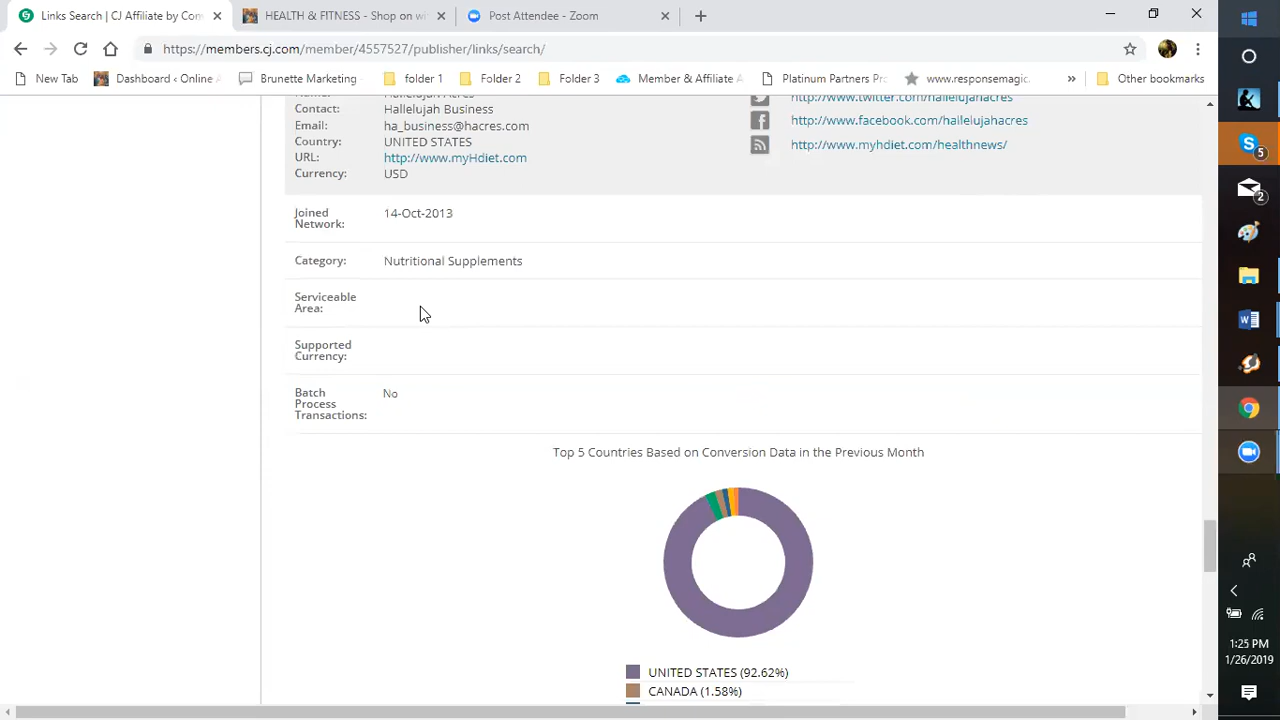 Links Search | CJ Affiliate by Con
HEALTH & FITNESS - Shop on wi
Post Attendee - Zoom
https://members.cj.com/member/4557527/publisher/links/search/
New Tab
Dashboard ‹ Online
Brunette Marketing
folder 1
Folder 2
Folder 3
Member & Affiliate
Platinum Partners
www.responsemagic.
»
Other bookmarks
Name: Hallelujah Acres
http://www.twitter.com/hallelujahacres
Contact: Hallelujah Business
http://www.facebook.com/hallelujahacres
Email: ha_business@hacres.com
Country: UNITED STATES
http://www.myhdiet.com/healthnews/
URL: http://www.myHdiet.com
Currency: USD
Joined
Network: 14-Oct-2013
Category: Nutritional Supplements
Serviceable
Area:
Supported
Currency:
Batch
Process
Transactions: No
Top 5 Countries Based on Conversion Data in the Previous Month
UNITED STATES (92.62%)
CANADA (1.58%)
5
2
1:25 PM
1/26/2019